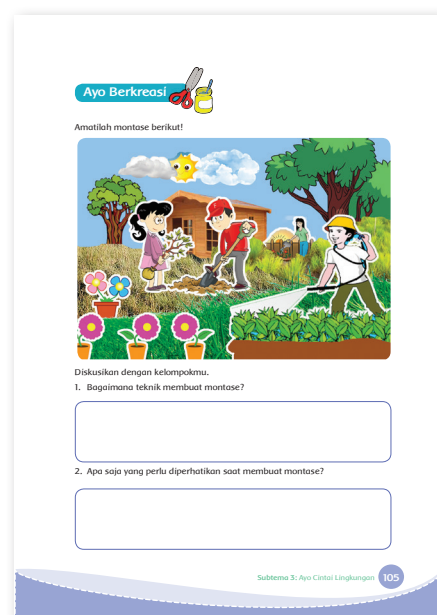 Ayo Berkreasi
Amatilah montase berikut!
Diskusikan dengan kelompokmu.
1. Bagaimana teknik membuat montase?
2. Apa saja yang perlu diperhatikan saat membuat montase?
Subtema 3: Ayo Cintai Lingkungan 105